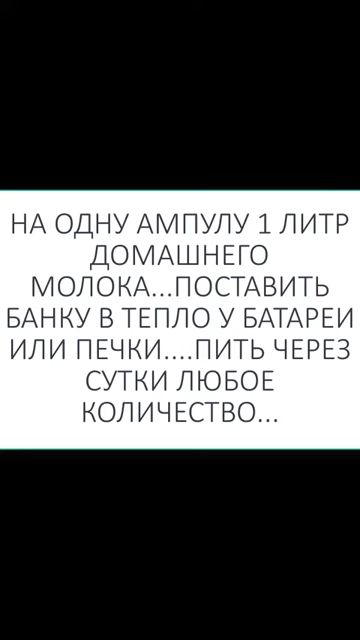 НА ОДНУ АМПУЛУ 1 ЛИТР
ДОМАШНЕГО
МОЛОКА...ПОСТАВИТЬ
БАНКУ В ТЕПЛО У БАТАРЕИ
ИЛИ ПЕЧКИ....ПИТЬ ЧЕРЕЗ
СУТКИ ЛЮБОЕ
КОЛИЧЕСТВО...